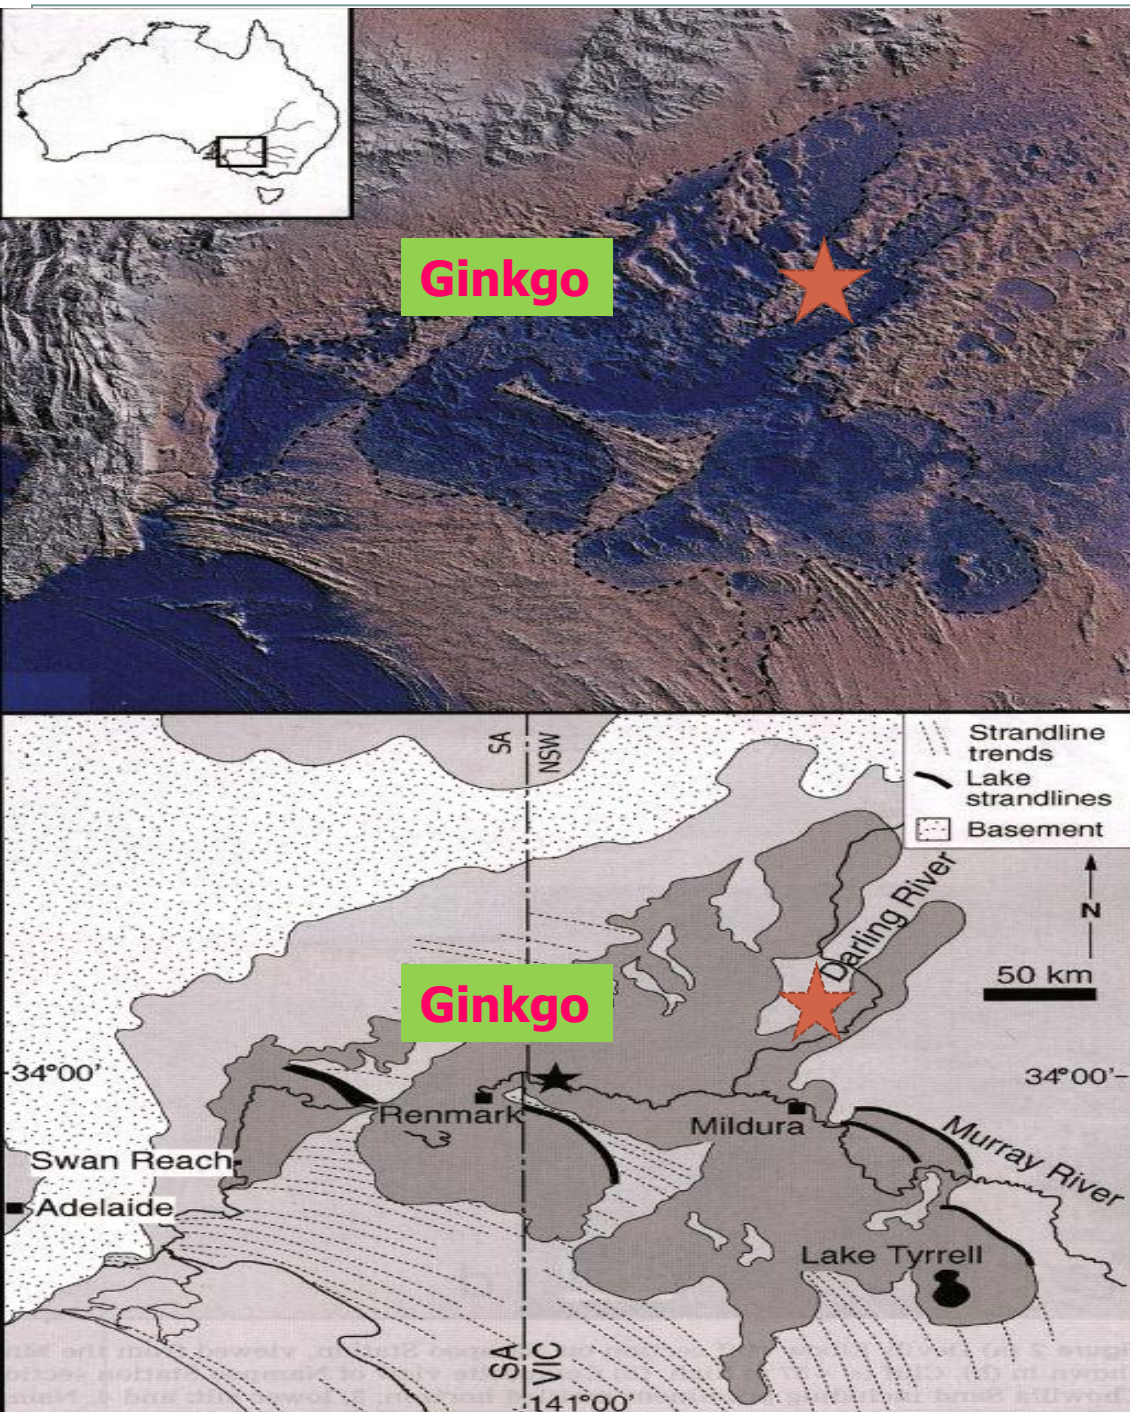 Ginkgo
SA
NSW
Strandline
trends
Lake
strandlines
Basement
Darling River
N
50 km
Ginkgo
34°00'
34°00'
Renmark
Mildura
Murray River
Swan Reach
Adelaide
Lake Tyrrell
SA
VIC
141°00'